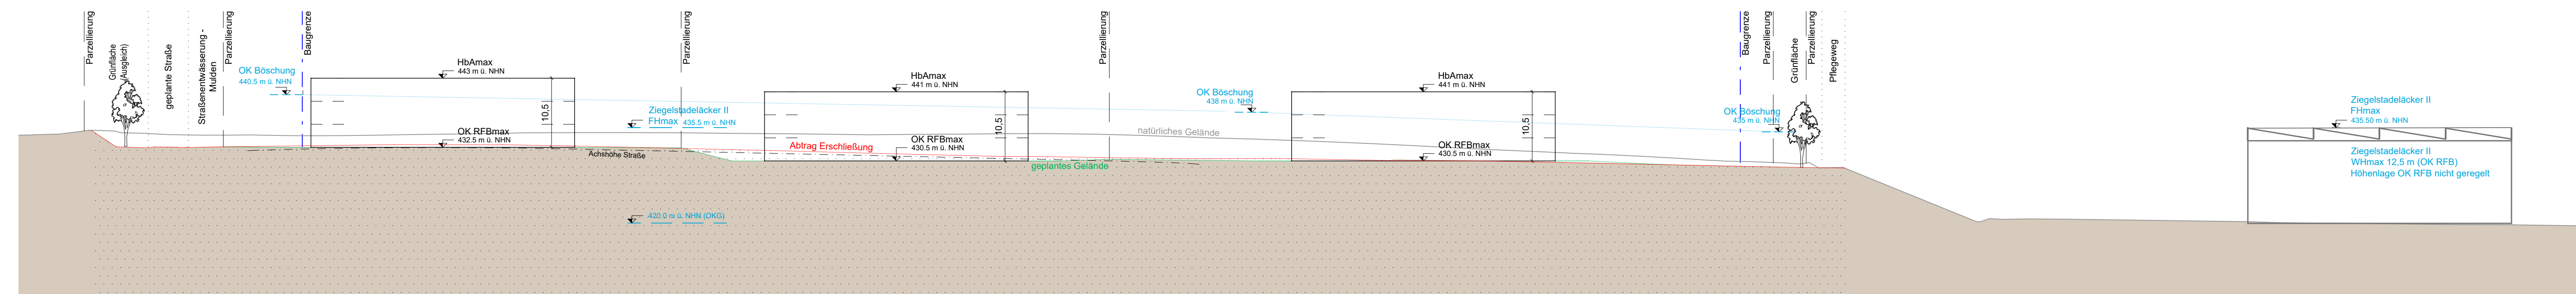 Parzellierung
Grünfläche
(Ausgleich)
geplante Straße
Straßenentwässerung -
Mulden
Parzellierung
Baugrenze
OK Böschung
440.5 m ü. NHN
HbAmax
443 m ü. NHN
10,5
OK RFBmax
432.5 m ü. NHN
Achshöhe Straße
Ziegelstadeläcker II
FHmax 435.5 m ü. NHN
Parzellierung
420.0 m ü. NHN (OKG)
Abtrag Erschließung
HbAmax
441 m ü. NHN
10,5
OK RFBmax
430.5 m ü. NHN
geplantes Gelände
Parzellierung
natürliches Gelände
OK Böschung
438 m ü. NHN
HbAmax
441 m ü. NHN
10,5
OK RFBmax
430.5 m ü. NHN
OK Böschung
435 m ü. NHN
Baugrenze
Parzellierung
Grünfläche
Parzellierung
Pflegeweg
Ziegelstadeläcker II
FHmax
435.50 m ü. NHN
Ziegelstadeläcker II
WHmax 12,5 m (OK RFB)
Höhenlage OK RFB nicht geregelt